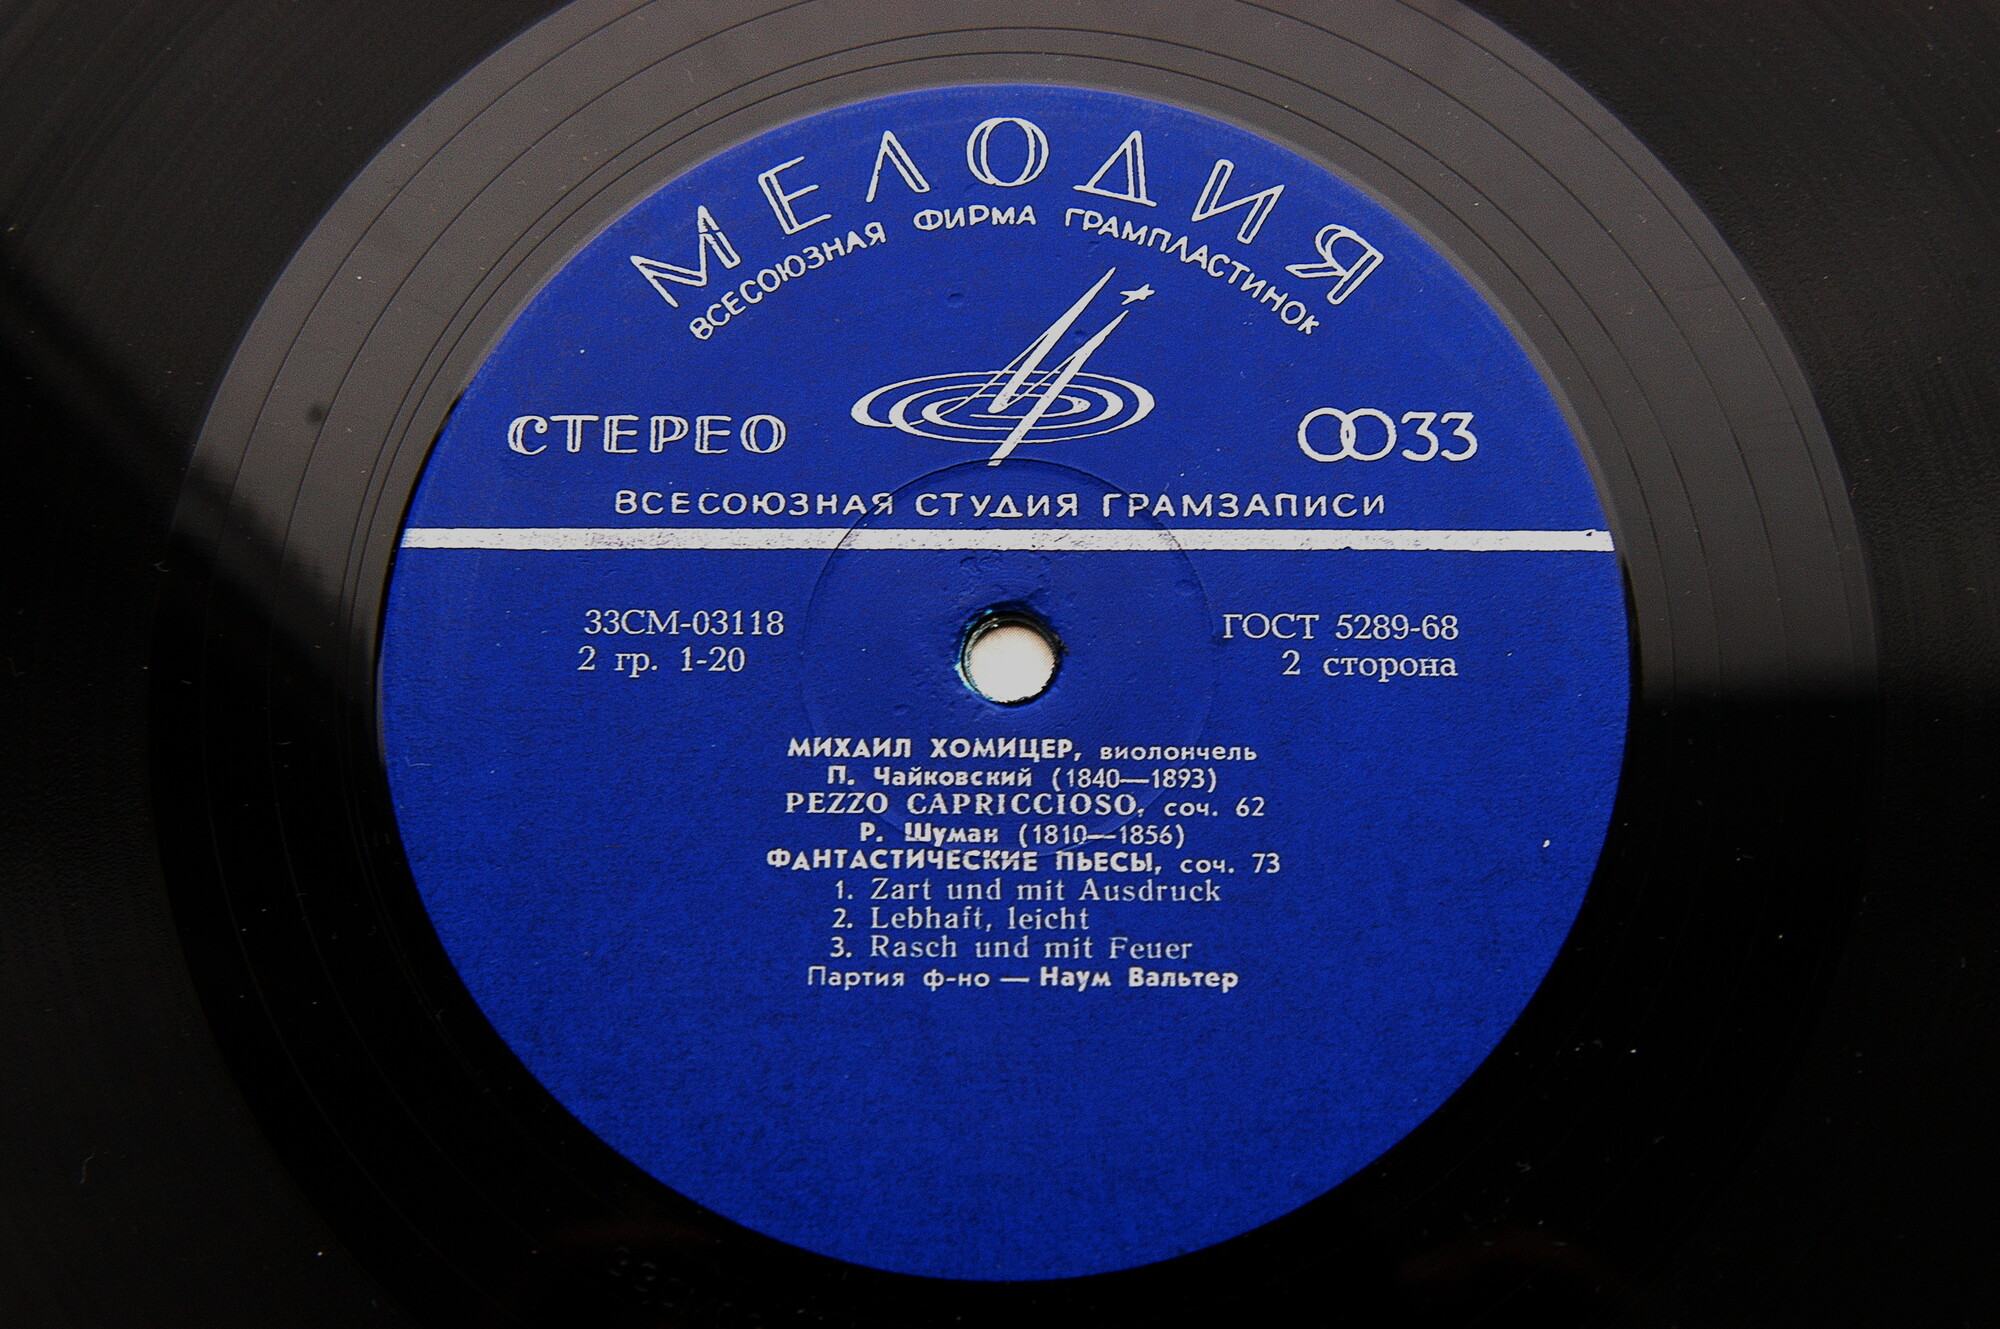 МЕЛОДИЯ
ВСЕСОЮЗНАЯ ФИРМА ГРАМПЛАСТИНОК
СТЕРЕО
33
ВСЕСОЮЗНАЯ СТУДИЯ ГРАМЗАПИСИ
33СМ-03118
ГОСТ 5289-68
2 гр. 1-20
2 сторона
МИХАИЛ ХОМИЦЕР, виолончель
П. Чайковский (1840—1893)
PEZZO CAPRICCIOSO, соч. 62
Р. Шуман (1810—1856)
ФАНТАСТИЧЕСКИЕ ПЬЕСЫ, соч. 73
1. Zart und mit Ausdruck
2. Lebhaft, leicht
3. Rasch und mit Feuer
Партия ф-но — Наум Вальтер